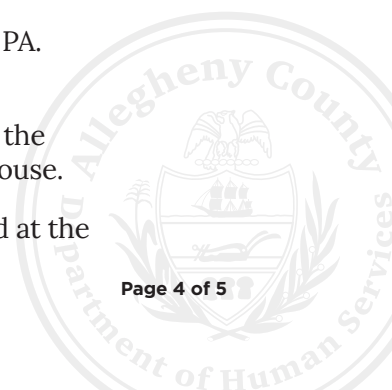 PA.
the
ouse.
d at the
Page 4 of 5
Allegheny County
Department of Human Services